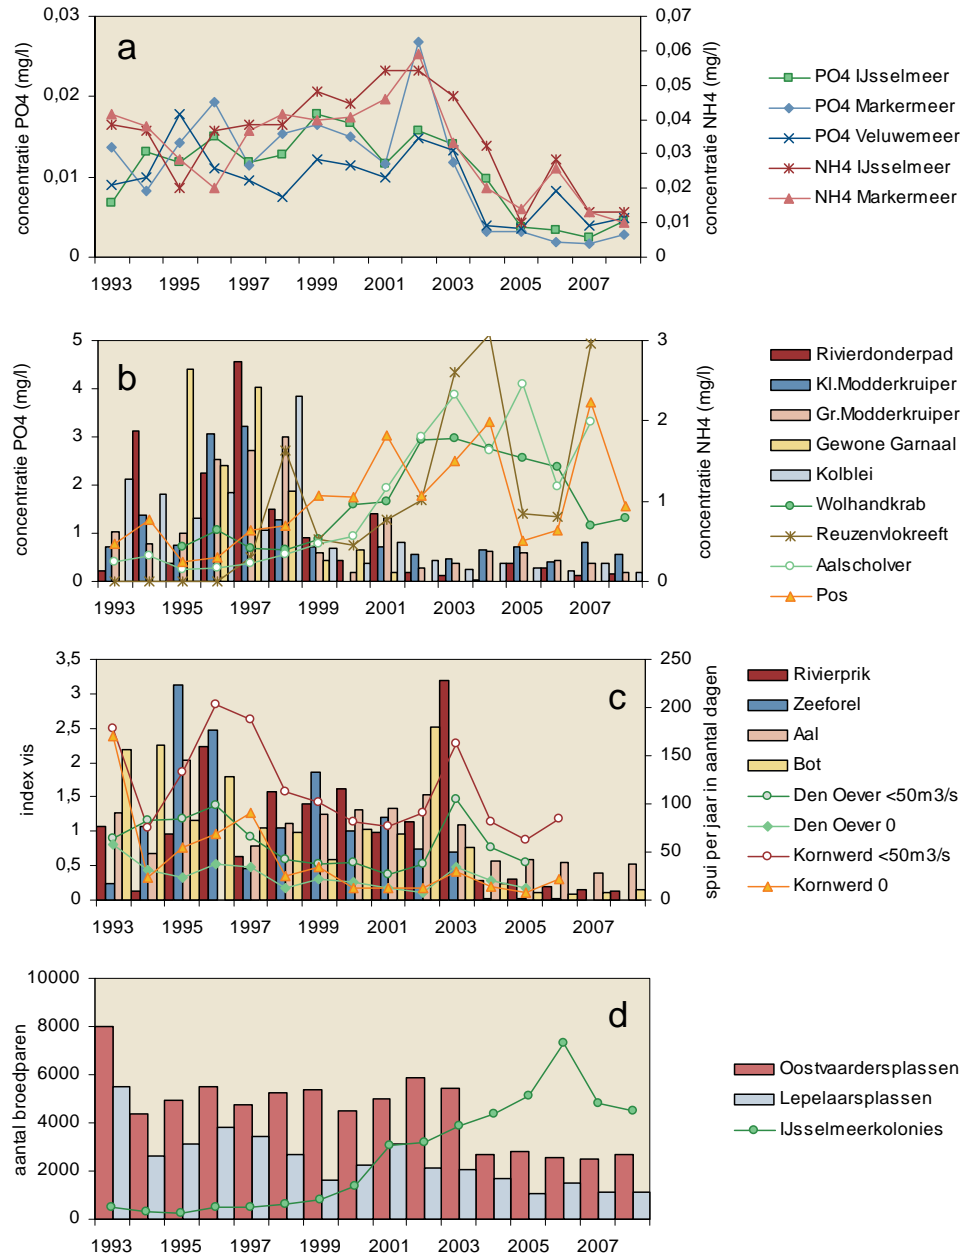 a
0,03
0,02
0,01
0
concentratie PO4 (mg/l)
0,07
0,06
0,05
0,04
0,03
0,02
0,01
0
concentratie NH4 (mg/l)
1993 1995 1997 1999 2001 2003 2005 2007
PO4 IJsselmeer
PO4 Markermeer
PO4 Veluwemeer
NH4 IJsselmeer
NH4 Markermeer
b
5
4
3
2
1
0
concentratie PO4 (mg/l)
3
2
1
0
concentratie NH4 (mg/l)
1993 1995 1997 1999 2001 2003 2005 2007
Rivierdonderpad
Kl.Modderkruiper
Gr.Modderkruiper
Gewone Garnaal
Kolblei
Wolhandkrab
Reuzenvlokreeft
Aalscholver
Pos
c
3,5
3
2,5
2
1,5
1
0,5
0
index vis
250
200
150
100
50
0
spui per jaar in aantal dagen
1993 1995 1997 1999 2001 2003 2005 2007
Rivierprik
Zeeforel
Aal
Bot
Den Oever <50m3/s
Den Oever 0
Kornwerd <50m3/s
Kornwerd 0
d
10000
8000
6000
4000
2000
0
aantal broedparen
1993 1995 1997 1999 2001 2003 2005 2007
Oostvaardersplassen
Lepelaarsplassen
IJsselmeerkolonies